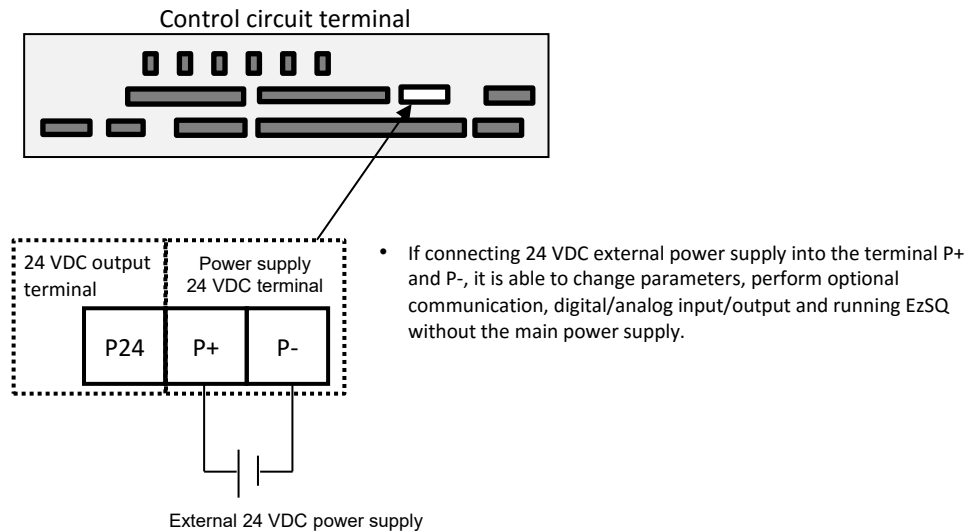 Control circuit terminal
24 VDC output
terminal
Power supply
24 VDC terminal
P24
P+
P-
External 24 VDC power supply
• If connecting 24 VDC external power supply into the terminal P+
and P-, it is able to change parameters, perform optional
communication, digital/analog input/output and running EzSQ
without the main power supply.